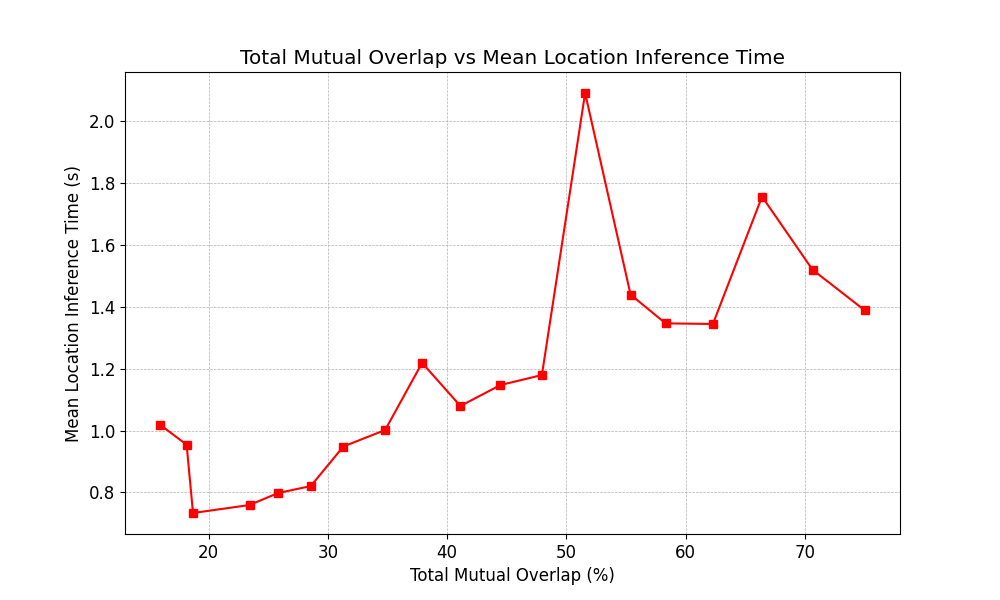 Total Mutual Overlap vs Mean Location Inference Time
Mean Location Inference Time (s)
2.0
1.8
1.6
1.4
1.2
1.0
0.8
20 30 40 50 60 70
Total Mutual Overlap (%)